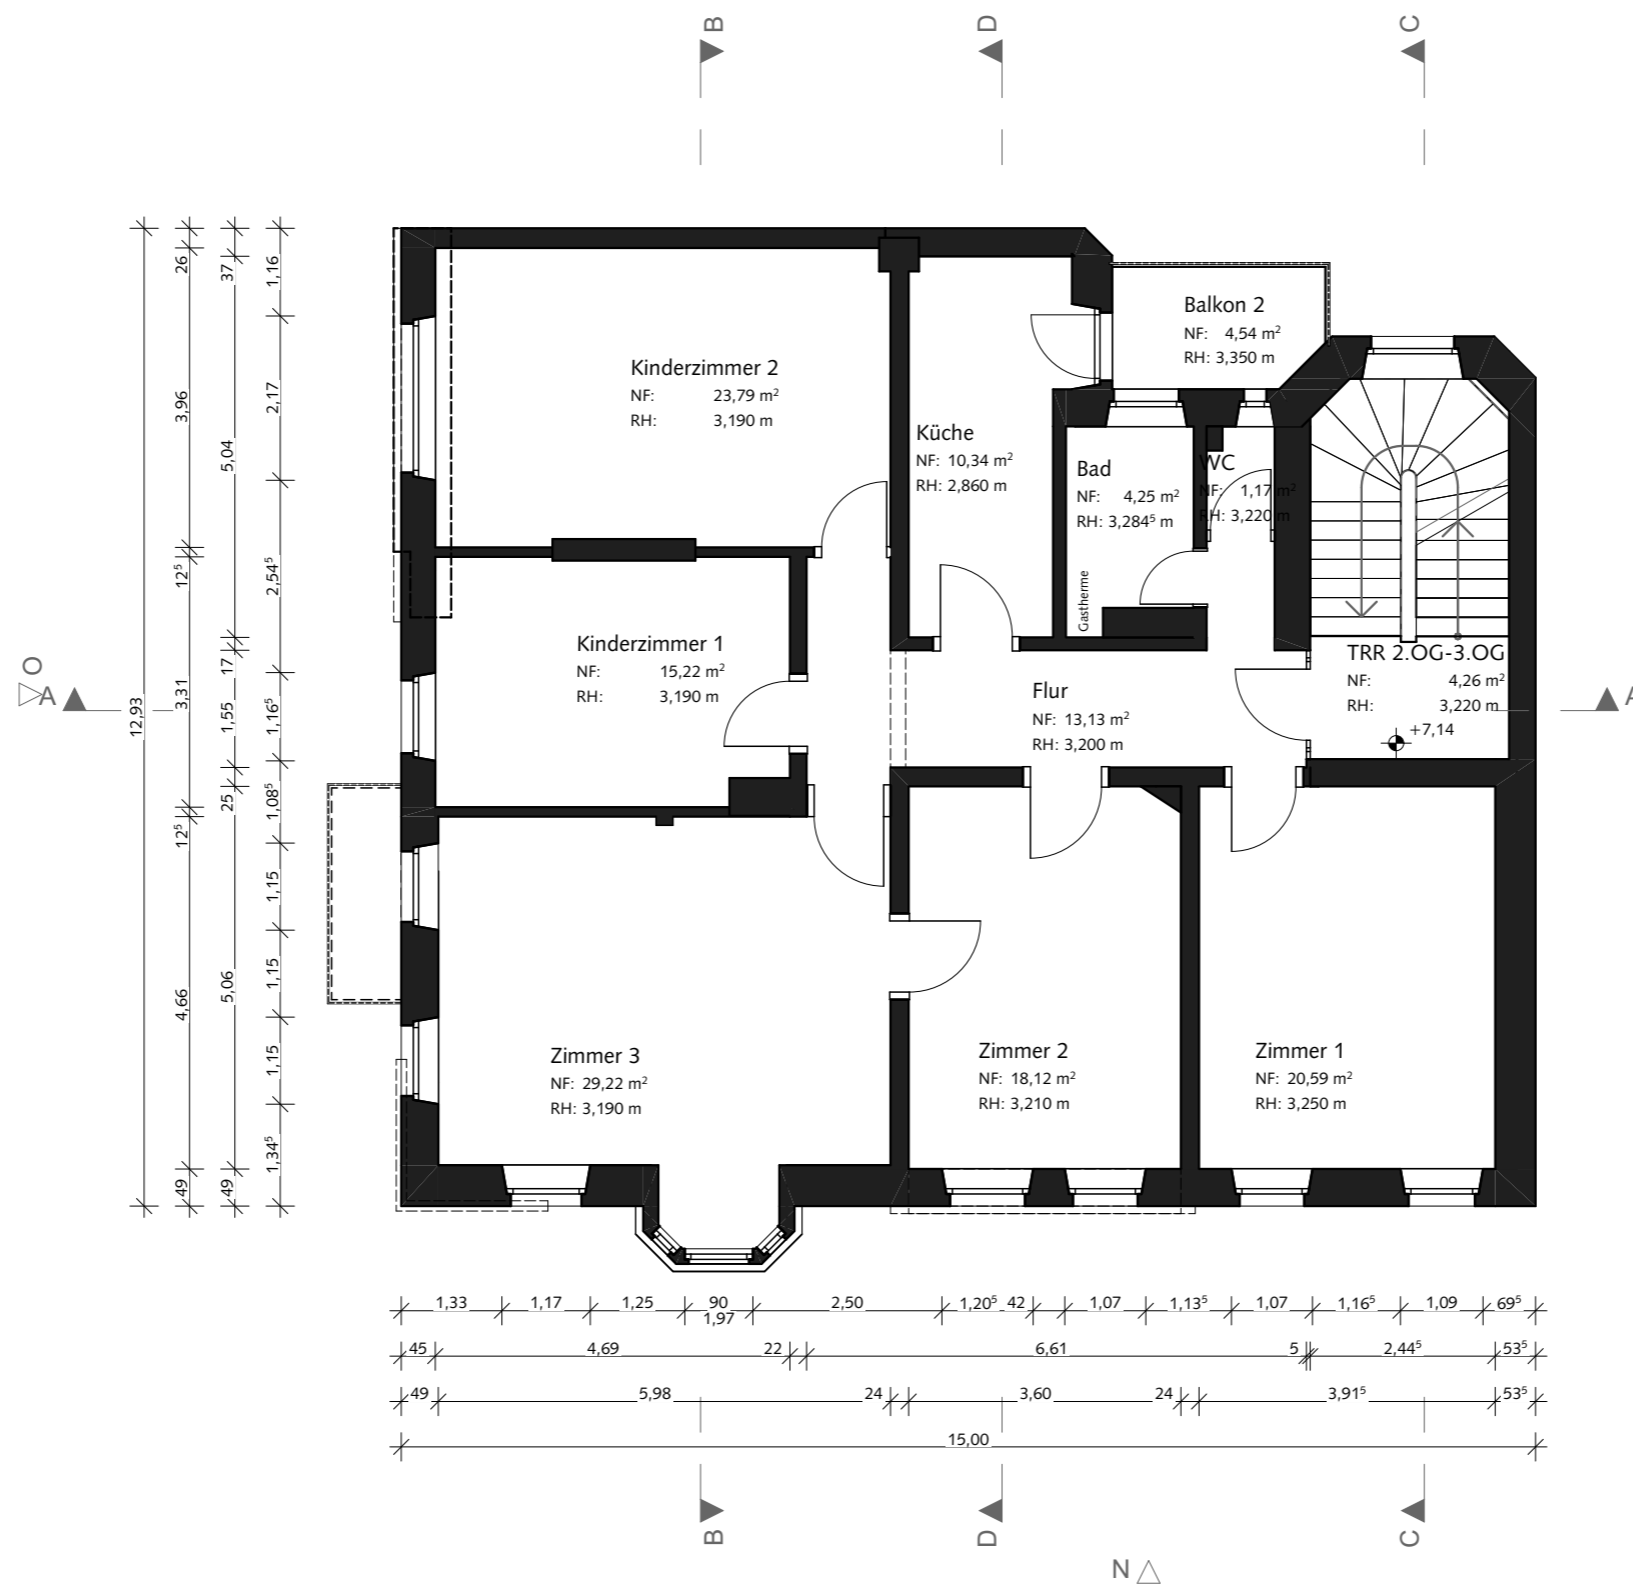 B
D
C
Kinderzimmer 2
NF: 23,79 m²
RH: 3,190 m
Küche
NF: 10,34 m²
RH: 2,860 m
Balkon 2
NF: 4,54 m²
RH: 3,350 m
Bad
NF: 4,25 m²
RH: 3,284⁵ m
WC
NF: 1,17 m²
RH: 3,220 m
Gastherme
Kinderzimmer 1
NF: 15,22 m²
RH: 3,190 m
Flur
NF: 13,13 m²
RH: 3,200 m
TRR 2.OG-3.OG
NF: 4,26 m²
RH: 3,220 m
+7,14
O
A
A
Zimmer 3
NF: 29,22 m²
RH: 3,190 m
Zimmer 2
NF: 18,12 m²
RH: 3,210 m
Zimmer 1
NF: 20,59 m²
RH: 3,250 m
12,93
26
3,96
12⁵
3,31
12⁵
4,66
49
37
5,04
17
1,55
25
5,06
49
1,16
2,17
2,54⁵
1,16⁵
1,08⁵
1,15
1,15
1,15
1,34⁵
1,33 1,17 1,25 90 2,50 1,20⁵ 42 1,07 1,13⁵ 1,07 1,16⁵ 1,09 69⁵
1,97
45 4,69 22 6,61 5 2,44⁵ 53⁵
49 5,98 24 3,60 24 3,91⁵ 53⁵
15,00
B
D
C
N